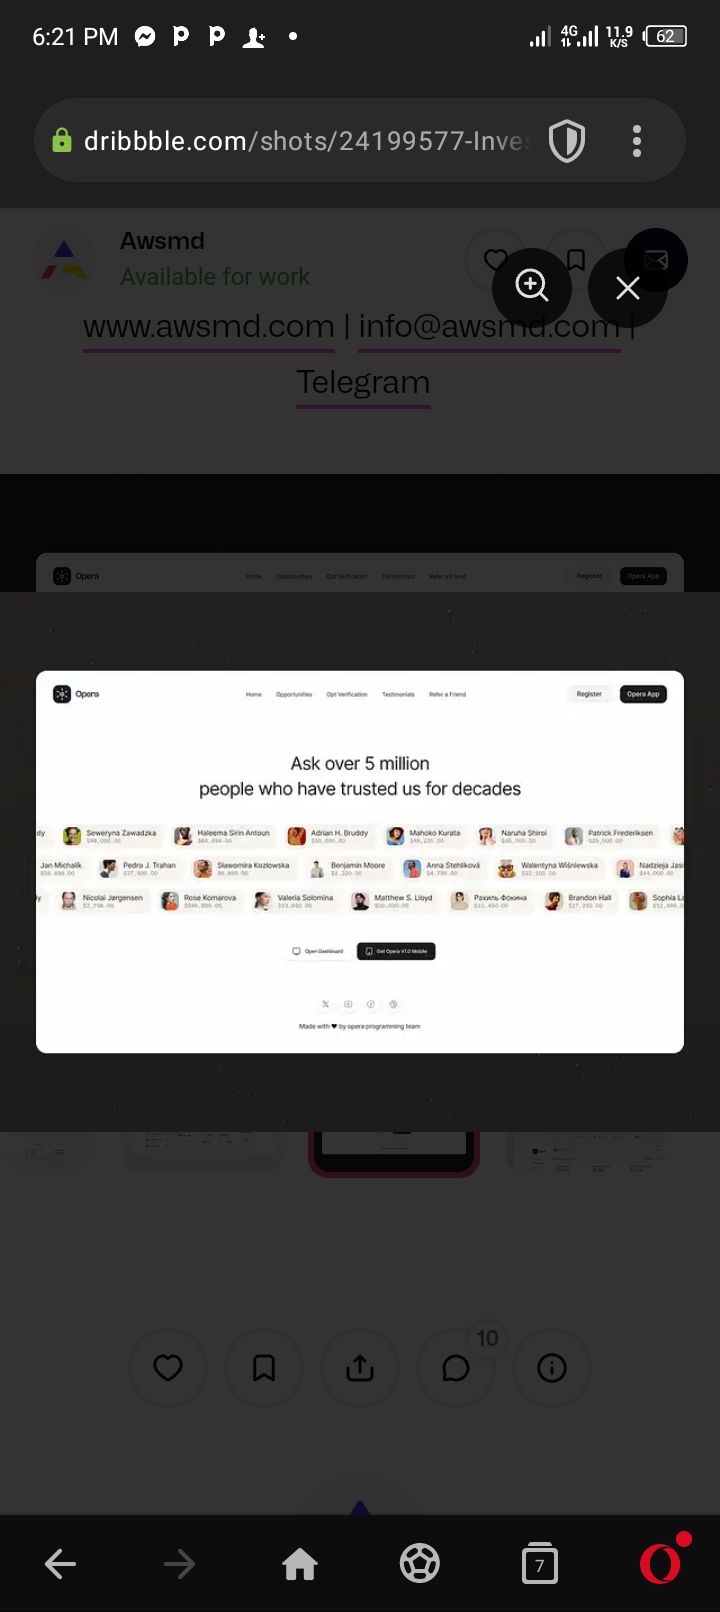 6:21 PM
4G
11.9
K/S
62
dribbble.com/shots/24199577-Inves
Awsmd
Available for work
www.awsmd.com | info@awsmd.com |
Telegram
Opera Home Opportunities Opt Verification Testimonials Refer a Friend Register Opera App
Opera Home Opportunities Opt Verification Testimonials Refer a Friend Register Opera App
Ask over 5 million
people who have trusted us for decades
dy Seweryna Zawadzka Haleema Sirin Antoun Adrian H. Bruddy Mahoko Kurata Naruha Shiroi Patrick Frederiksen
Jan Michalík Pedro J. Trahan Sławomira Kozłowska Benjamin Moore Anna Stehlíková Walentyna Wiśniewska Nadzieja Jasi
Nicolai Jørgensen Rose Komarova Valeria Solomina Matthew S. Lloyd Рахиль Фокина Brandon Hall Sophia La
Open Dashboard Get Opera V1.0 Mobile
Made with ♥ by opera programming team
10
7